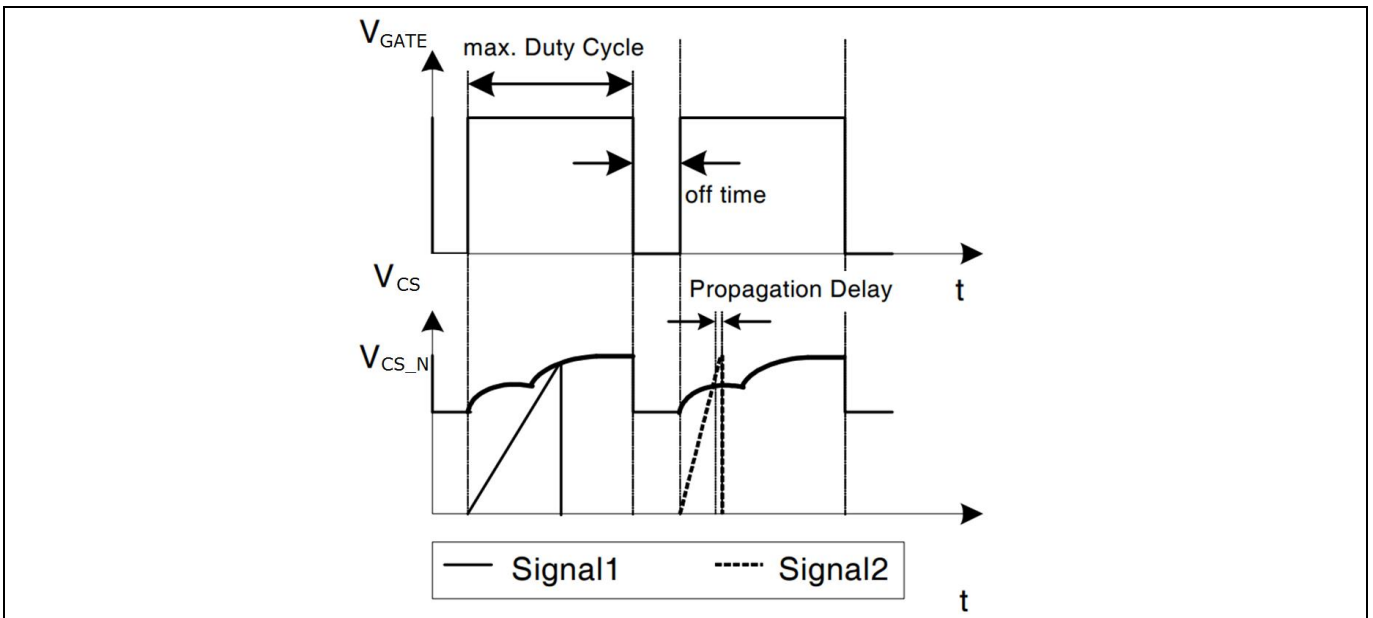 VGATE
max. Duty Cycle
off time
VCS
Propagation Delay
t
VCS_N
Signal1
Signal2
t